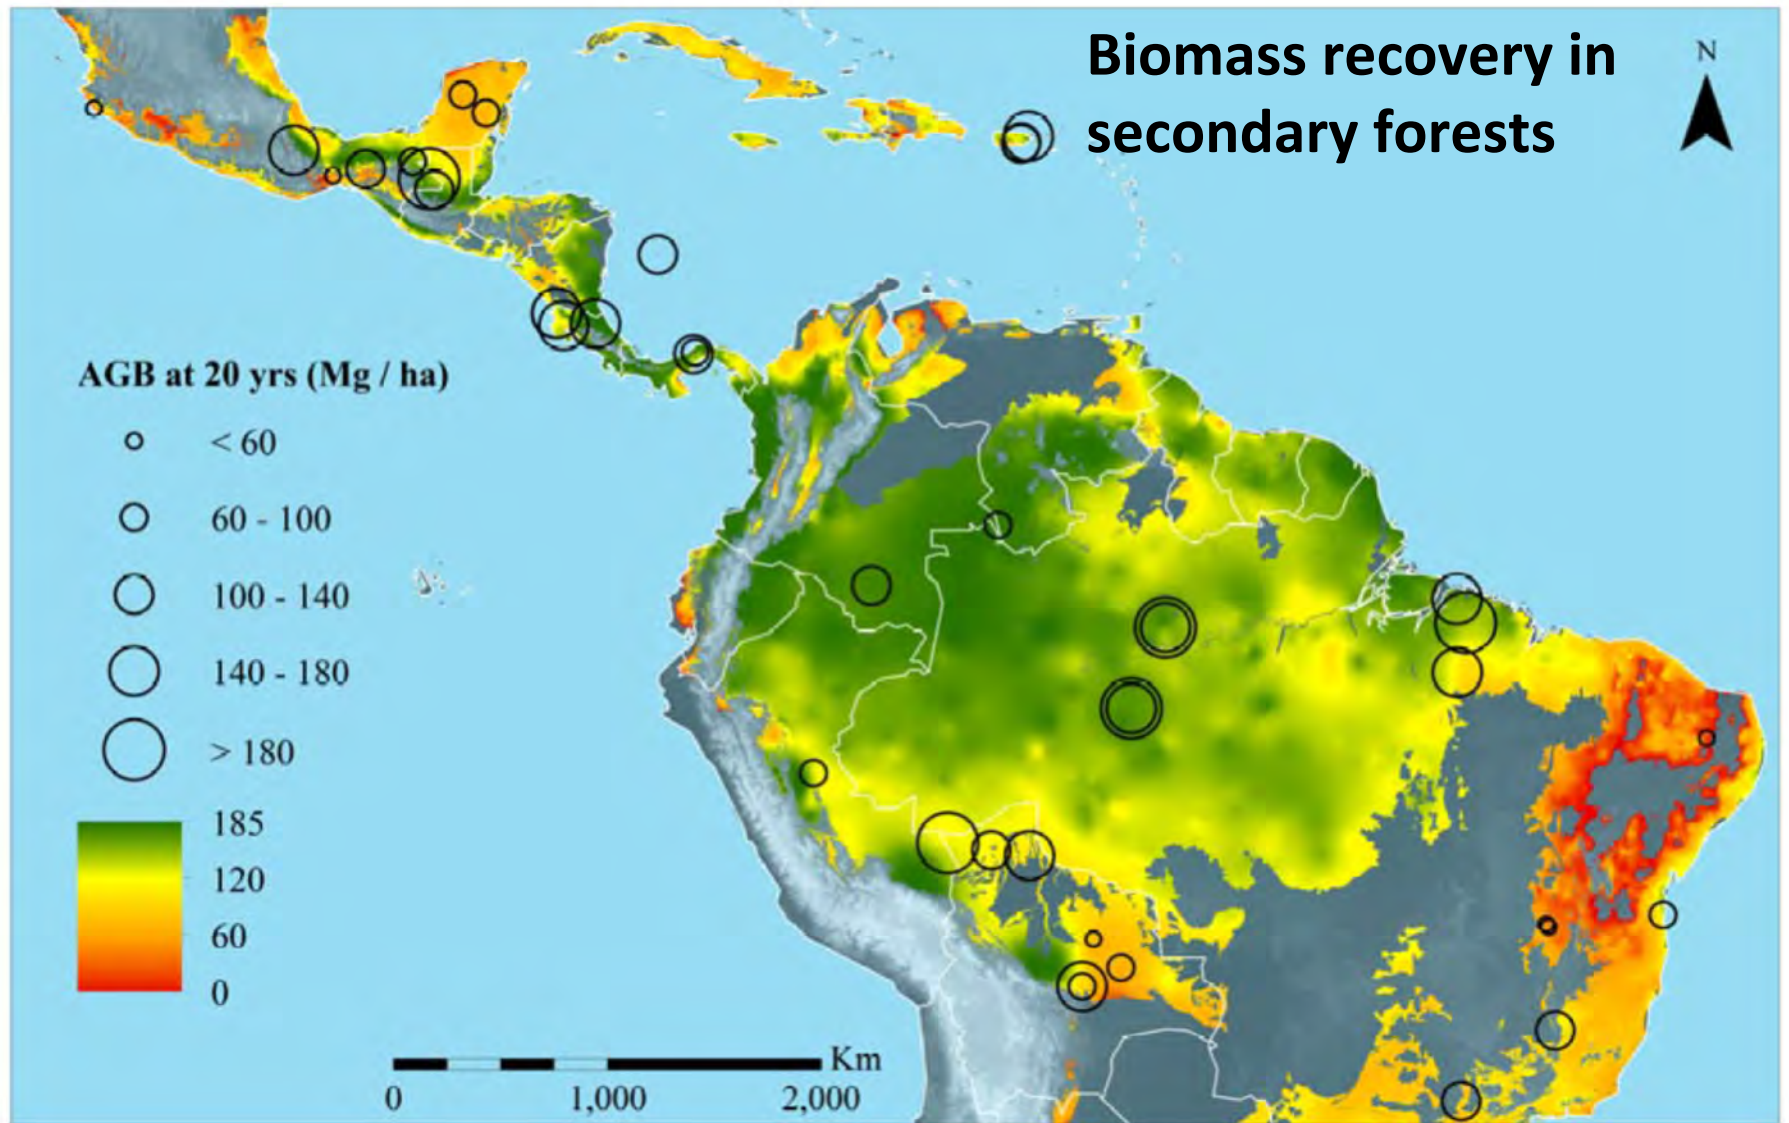 Biomass recovery in
secondary forests
N
AGB at 20 yrs (Mg / ha)
< 60
60 - 100
100 - 140
140 - 180
> 180
185
120
60
0
Km
0 1,000 2,000